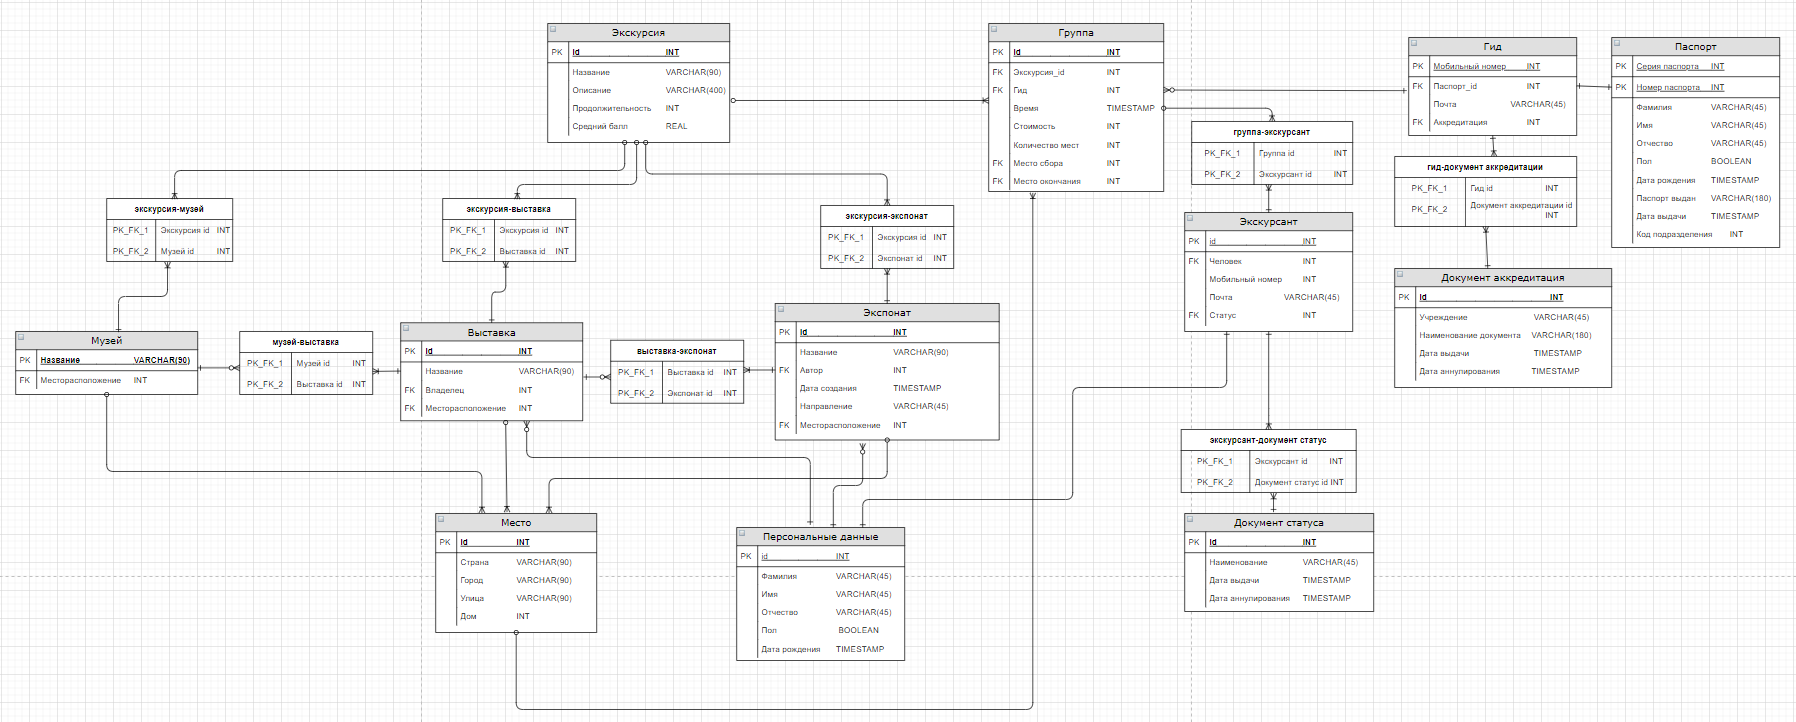 Экскурсия
PK id INT
Название VARCHAR(90)
Описание VARCHAR(400)
Продолжительность INT
Средний балл REAL
Группа
PK id INT
FK Экскурсия_id INT
FK Гид INT
Время TIMESTAMP
Стоимость INT
Количество мест INT
FK Место сбора INT
FK Место окончания INT
Гид
PK Мобильный номер INT
FK Паспорт_id INT
Почта VARCHAR(45)
FK Аккредитация INT
Паспорт
PK Серия паспорта INT
PK Номер паспорта INT
Фамилия VARCHAR(45)
Имя VARCHAR(45)
Отчество VARCHAR(45)
Пол BOOLEAN
Дата рождения TIMESTAMP
Паспорт выдан VARCHAR(180)
Дата выдачи TIMESTAMP
Код подразделения INT
группа-экскурсант
PK_FK_1 Группа id INT
PK_FK_2 Экскурсант id INT
гид-документ аккредитации
PK_FK_1 Гид id INT
PK_FK_2 Документ аккредитации id INT
экскурсия-музей
PK_FK_1 Экскурсия id INT
PK_FK_2 Музей id INT
экскурсия-выставка
PK_FK_1 Экскурсия id INT
PK_FK_2 Выставка id INT
экскурсия-экспонат
PK_FK_1 Экскурсия id INT
PK_FK_2 Экспонат id INT
Экскурсант
PK id INT
FK Человек INT
Мобильный номер INT
Почта VARCHAR(45)
FK Статус INT
Документ аккредитация
PK id INT
Учреждение VARCHAR(45)
Наименование документа VARCHAR(180)
Дата выдачи TIMESTAMP
Дата аннулирования TIMESTAMP
Музей
PK Название VARCHAR(90)
FK Месторасположение INT
музей-выставка
PK_FK_1 Музей id INT
PK_FK_2 Выставка id INT
Выставка
PK id INT
Название VARCHAR(90)
FK Владелец INT
FK Месторасположение INT
выставка-экспонат
PK_FK_1 Выставка id INT
PK_FK_2 Экспонат id INT
Экспонат
PK id INT
Название VARCHAR(90)
FK Автор INT
Дата создания TIMESTAMP
Направление VARCHAR(45)
FK Месторасположение INT
экскурсант-документ статус
PK_FK_1 Экскурсант id INT
PK_FK_2 Документ статус id INT
Место
PK id INT
Страна VARCHAR(90)
Город VARCHAR(90)
Улица VARCHAR(90)
Дом INT
Персональные данные
PK id INT
Фамилия VARCHAR(45)
Имя VARCHAR(45)
Отчество VARCHAR(45)
Пол BOOLEAN
Дата рождения TIMESTAMP
Документ статуса
PK id INT
Наименование VARCHAR(45)
Дата выдачи TIMESTAMP
Дата аннулирования TIMESTAMP